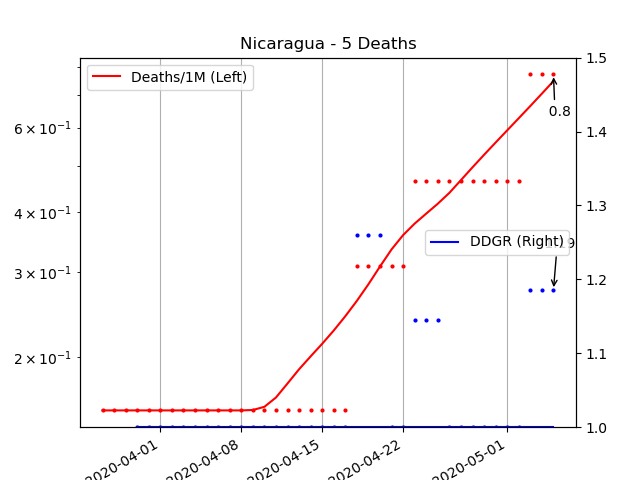 Nicaragua - 5 Deaths
Deaths/1M (Left)
DDGR (Right)
0.8
9
6 × 10⁻¹
4 × 10⁻¹
3 × 10⁻¹
2 × 10⁻¹
1.5
1.4
1.3
1.2
1.1
1.0
2020-04-01
2020-04-08
2020-04-15
2020-04-22
2020-05-01